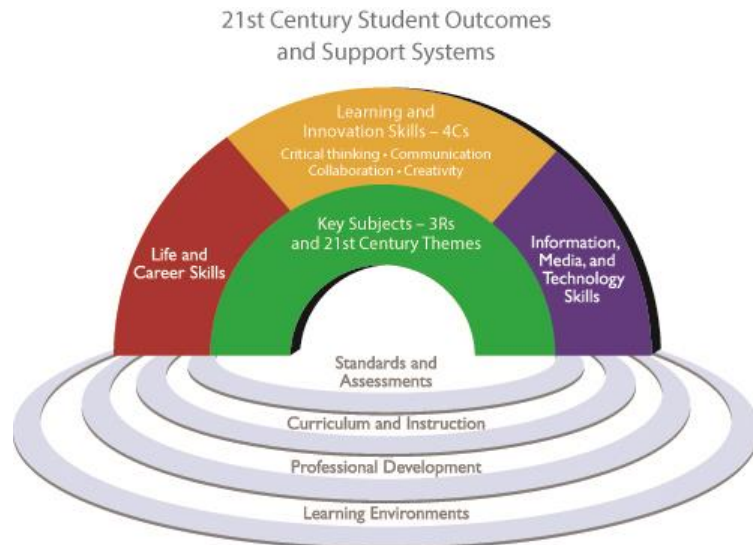 21st Century Student Outcomes
and Support Systems
Learning and
Innovation Skills – 4Cs
Critical thinking • Communication
Collaboration • Creativity
Key Subjects – 3Rs
and 21st Century Themes
Life and
Career Skills
Information,
Media, and
Technology
Skills
Standards and
Assessments
Curriculum and Instruction
Professional Development
Learning Environments